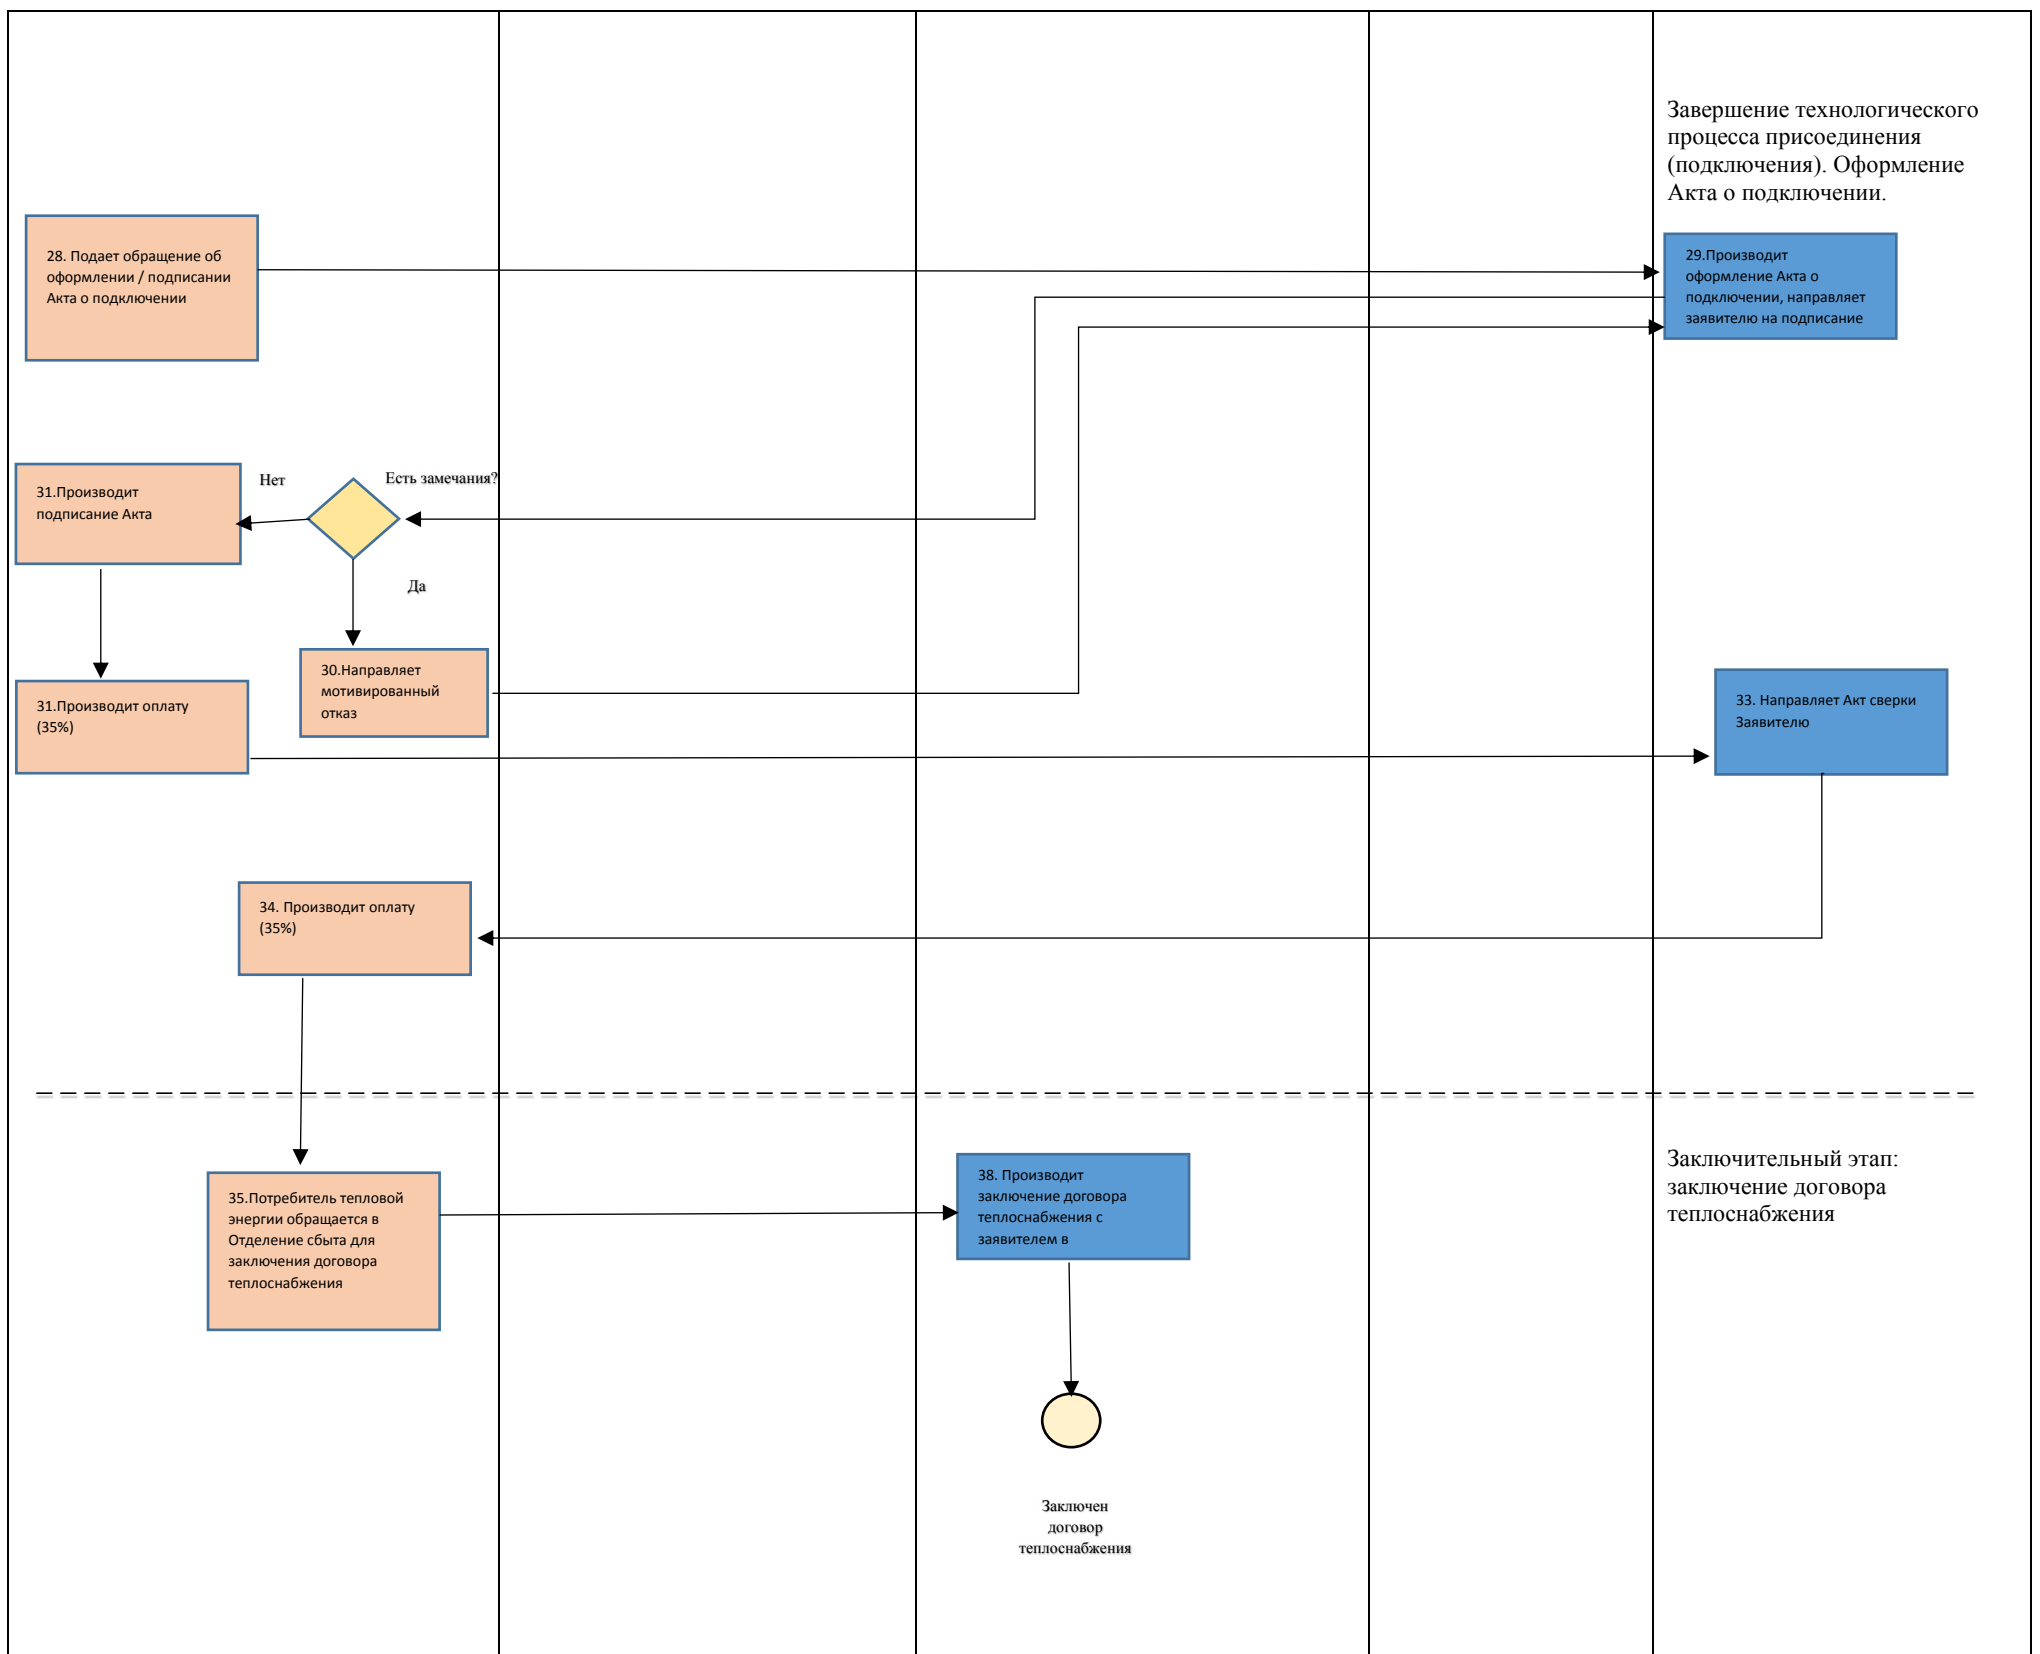 Завершение технологического
процесса присоединения
(подключения). Оформление
Акта о подключении.
28. Подает обращение об
оформлении / подписании
Акта о подключении
29.Производит
оформление Акта о
подключении, направляет
заявителю на подписание
31.Производит
подписание Акта
Нет
Есть замечания?
Да
30.Направляет
мотивированный
отказ
31.Производит оплату
(35%)
33. Направляет Акт сверки
Заявителю
34. Производит оплату
(35%)
35.Потребитель тепловой
энергии обращается в
Отделение сбыта для
заключения договора
теплоснабжения
38. Производит
заключение договора
теплоснабжения с
заявителем в
Заключительный этап:
заключение договора
теплоснабжения
Заключен
договор
теплоснабжения